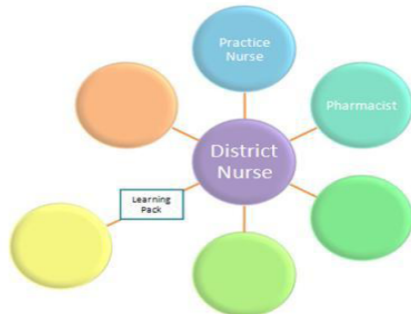 Practice
Nurse
Pharmacist
District
Nurse
Learning
Pack